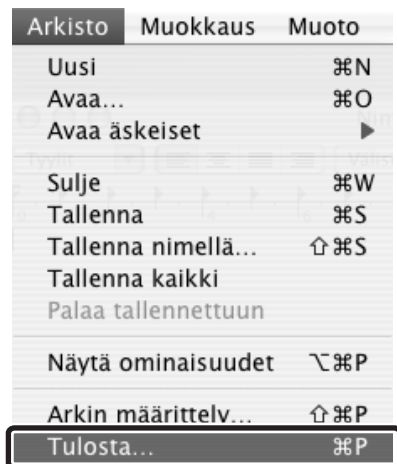 Arkisto Muokkaus Muoto
Uusi ⌘N
Avaa... ⌘O
Avaa äskeiset
Sulje ⌘W
Tallenna ⌘S
Tallenna nimellä... ⇧⌘S
Tallenna kaikki
Palaa tallennettuun
Näytä ominaisuudet ⌥⌘P
Arkin määrittely... ⇧⌘P
Tulosta... ⌘P